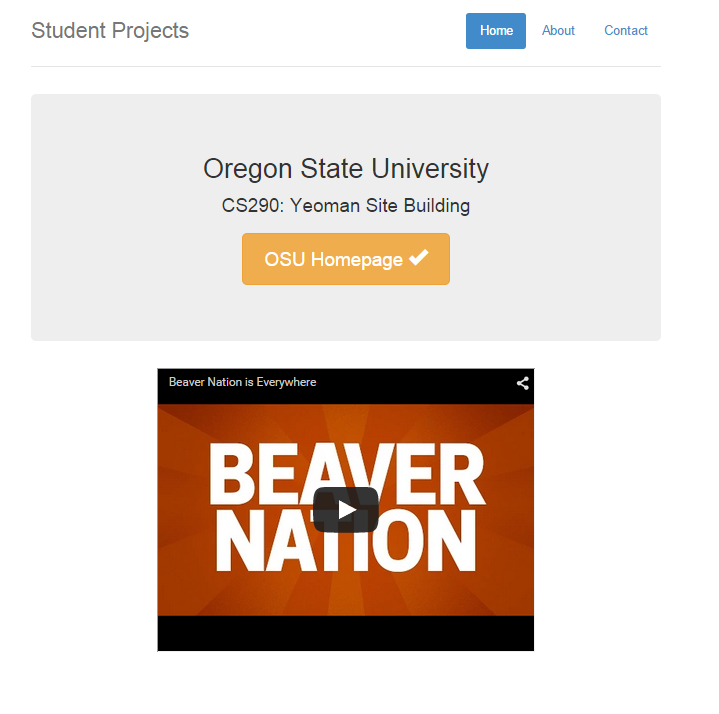 Student Projects
Home About Contact
Oregon State University
CS290: Yeoman Site Building
OSU Homepage
Beaver Nation is Everywhere
BEAVER
NATION